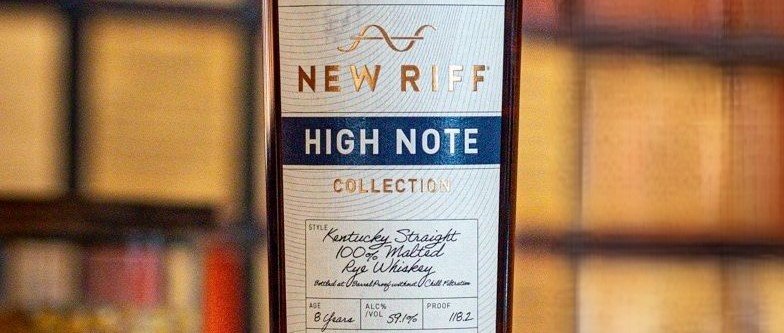 NEW RIFF
HIGH NOTE
COLLECTION
STYLE
Kentucky Straight
100% Malted
Rye Whiskey
Bottled at Barrel Proof without Chill Filtration
AGE
8 Years
ALC%
/VOL
59.1%
PROOF
118.2